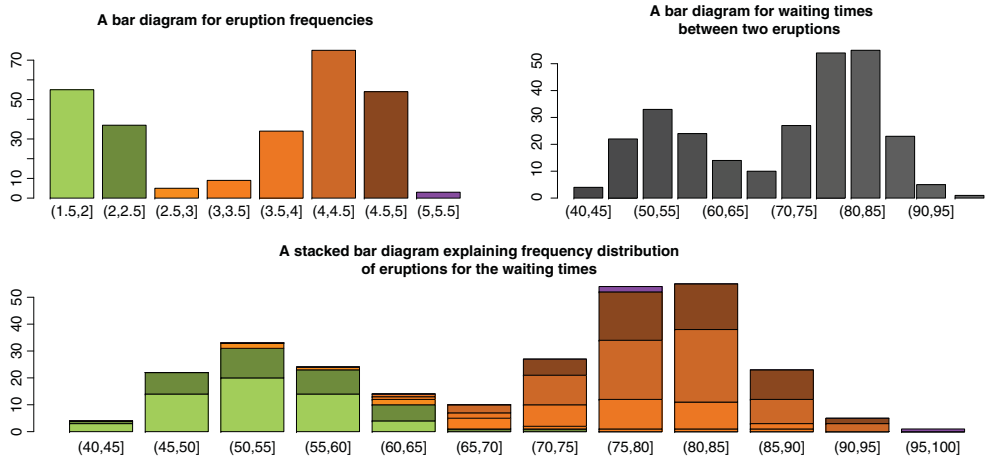 A bar diagram for eruption frequencies
70
50
30
10
0
(1.5,2] (2,2.5] (2.5,3] (3,3.5] (3.5,4] (4,4.5] (4.5,5] (5,5.5]
A bar diagram for waiting times
between two eruptions
50
40
30
20
10
0
(40,45] (50,55] (60,65] (70,75] (80,85] (90,95]
A stacked bar diagram explaining frequency distribution
of eruptions for the waiting times
50
40
30
20
10
0
(40,45] (45,50] (50,55] (55,60] (60,65] (65,70] (70,75] (75,80] (80,85] (85,90] (90,95] (95,100]